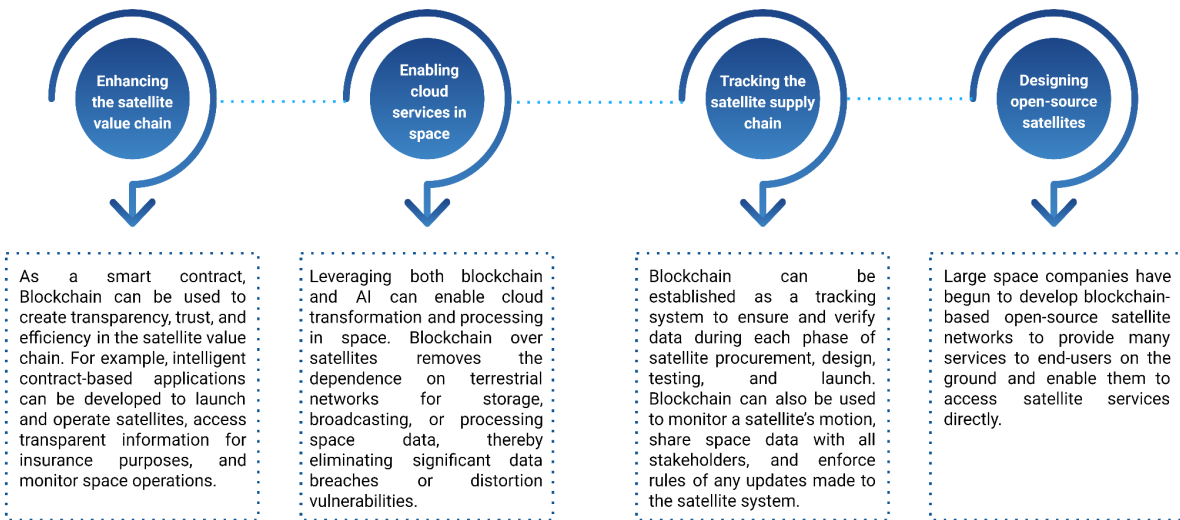 Enhancing
the satellite
value chain
Enabling
cloud
services in
space
Tracking the
satellite supply
chain
Designing
open-source
satellites
As a smart contract,
Blockchain can be used to
create transparency, trust, and
efficiency in the satellite value
chain. For example, intelligent
contract-based applications
can be developed to launch
and operate satellites, access
transparent information for
insurance purposes, and
monitor space operations.
Leveraging both blockchain
and AI can enable cloud
transformation and processing
in space. Blockchain over
satellites removes the
dependence on terrestrial
networks for storage,
broadcasting, or processing
space data, thereby
eliminating significant data
breaches or distortion
vulnerabilities.
Blockchain can be
established as a tracking
system to ensure and verify
data during each phase of
satellite procurement, design,
testing, and launch.
Blockchain can also be used
to monitor a satellite’s motion,
share space data with all
stakeholders, and enforce
rules of any updates made to
the satellite system.
Large space companies have
begun to develop blockchain-
based open-source satellite
networks to provide many
services to end-users on the
ground and enable them to
access satellite services
directly.